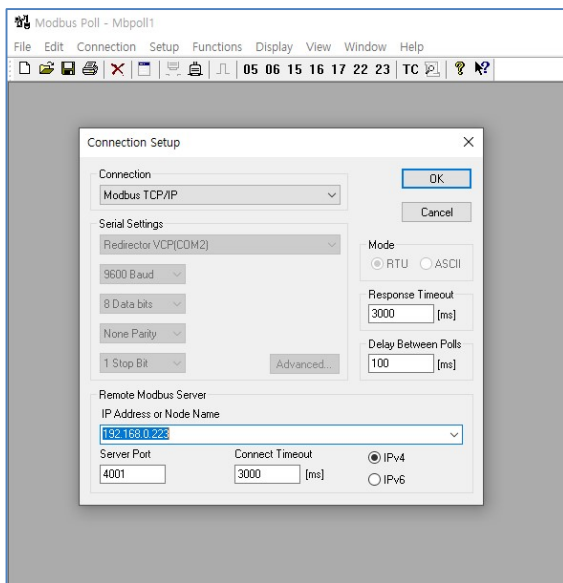 Modbus Poll - Mbpoll1
File Edit Connection Setup Functions Display View Window Help
05 06 15 16 17 22 23 TC
Connection Setup
Connection
Modbus TCP/IP
OK
Cancel
Serial Settings
Redirector VCP(COM2)
9600 Baud
8 Data bits
None Parity
1 Stop Bit
Advanced...
Mode
RTU ASCII
Response Timeout
3000 [ms]
Delay Between Polls
100 [ms]
Remote Modbus Server
IP Address or Node Name
192.168.0.223
Server Port
4001
Connect Timeout
3000 [ms]
IPv4
IPv6